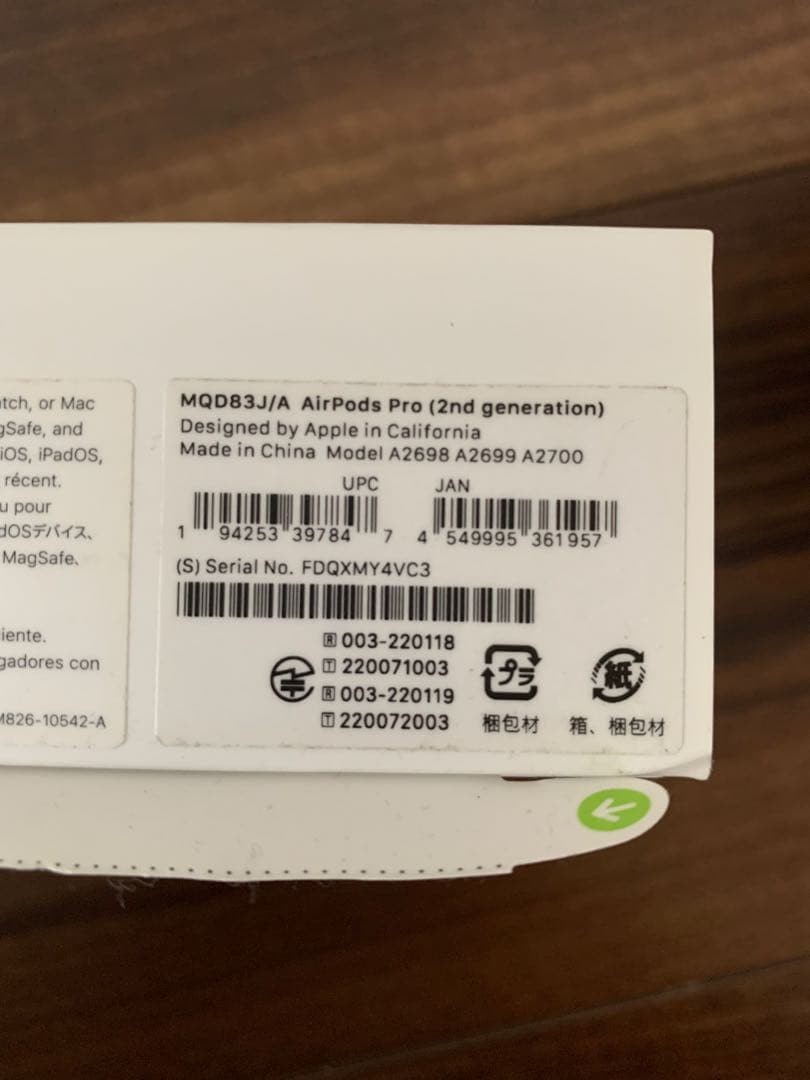 atch, or Mac
gSafe, and
iOS, iPadOS,
récent.
u pour
dOSデバイス、
MagSafe、
iente.
gadores con
M826-10542-A
MQD83J/A AirPods Pro (2nd generation)
Designed by Apple in California
Made in China Model A2698 A2699 A2700
UPC JAN
1 94253 39784 7 4 549995 361957
(S) Serial No. FDQXMY4VC3
R 003-220118
T 220071003
R 003-220119
T 220072003
プラ
梱包材
紙
箱、梱包材